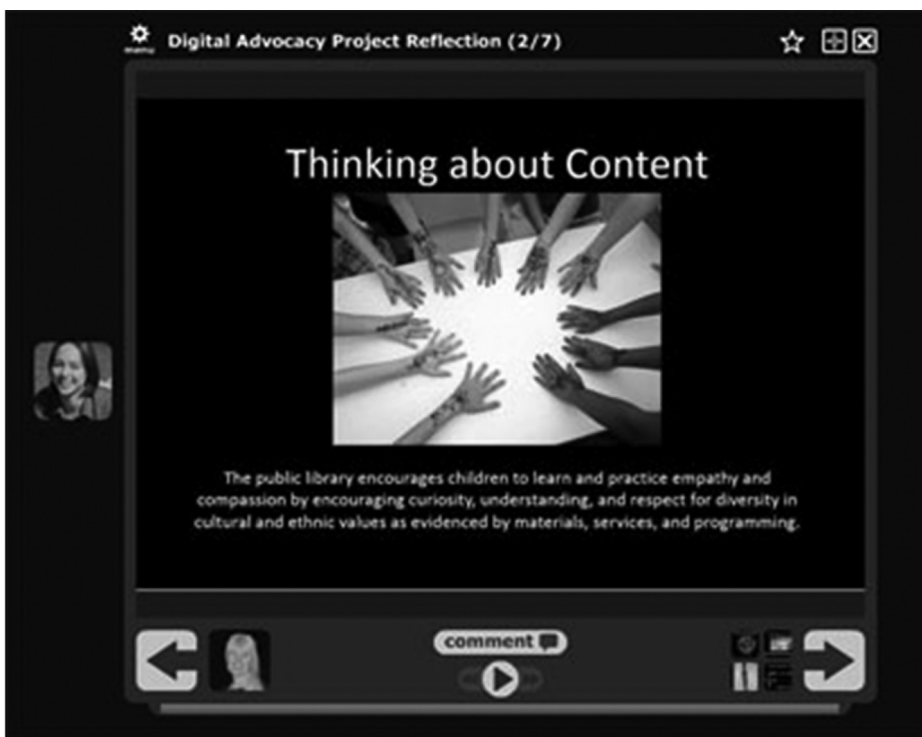 menu
Digital Advocacy Project Reflection (2/7)
Thinking about Content
The public library encourages children to learn and practice empathy and
compassion by encouraging curiosity, understanding, and respect for diversity in
cultural and ethnic values as evidenced by materials, services, and programming.
comment